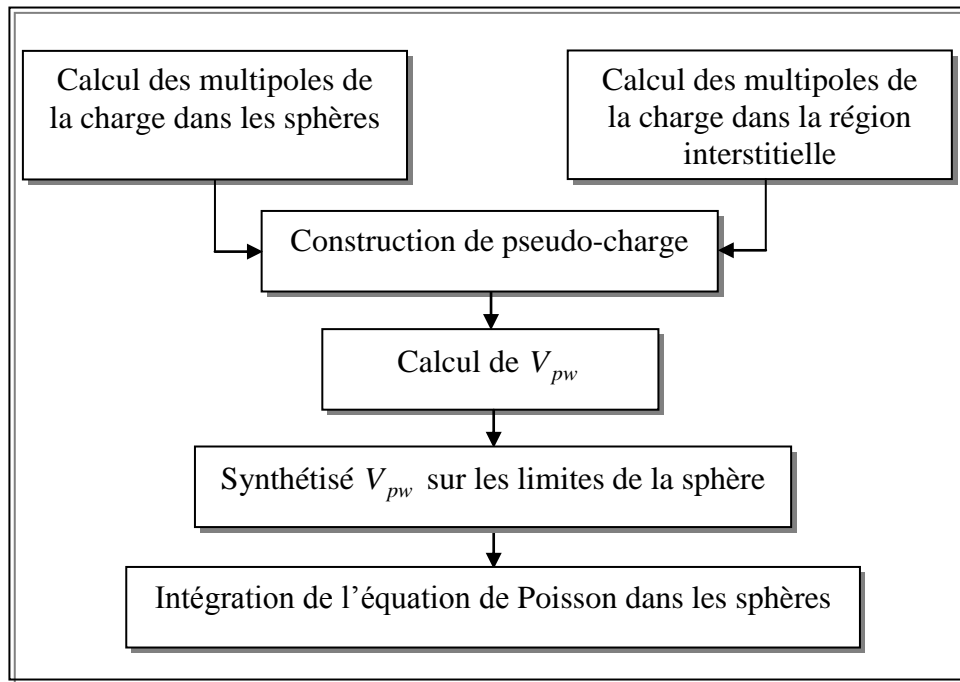 Calcul des multipoles de
la charge dans les sphères
Calcul des multipoles de
la charge dans la région
interstitielle
Construction de pseudo-charge
Calcul de V_pw
Synthétisé V_pw sur les limites de la sphère
Intégration de l’équation de Poisson dans les sphères